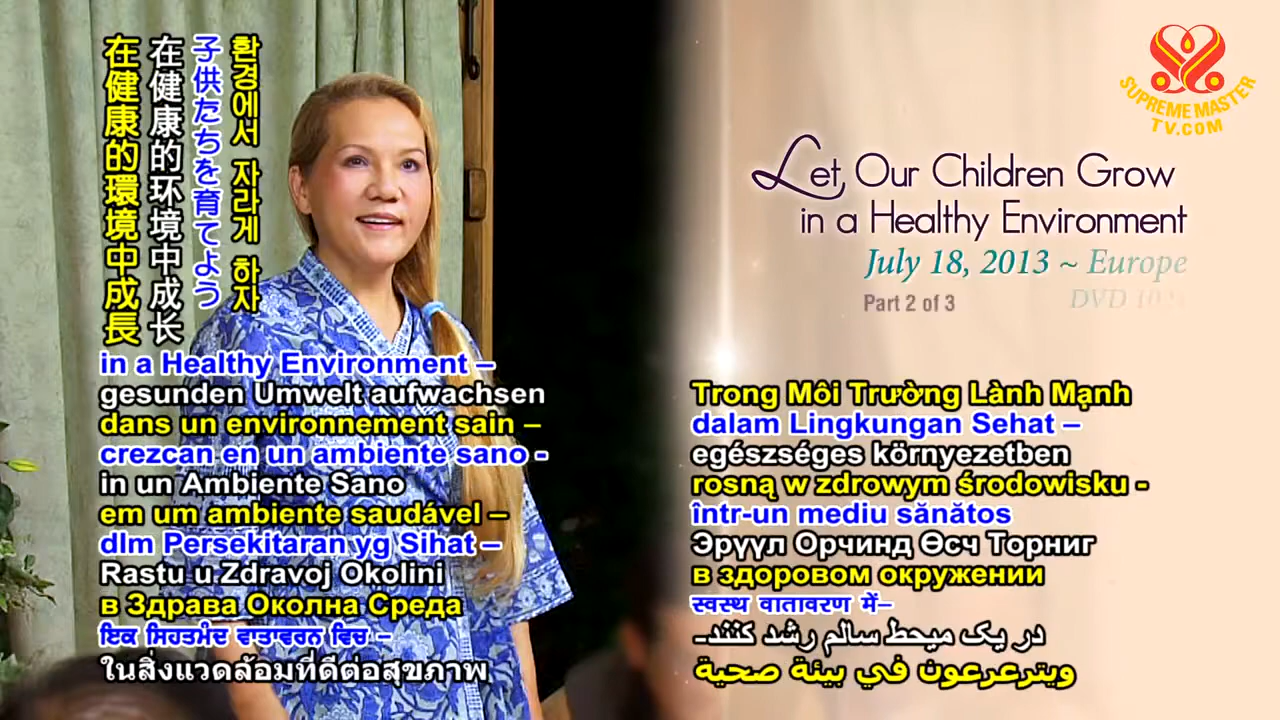 환경에서 자라게 하자
子供たちを育てよう
在健康的环境中成长
在健康的環境中成長
in a Healthy Environment –
gesunden Umwelt aufwachsen
dans un environnement sain –
crezcan en un ambiente sano -
in un Ambiente Sano
em um ambiente saudável –
dlm Persekitaran yg Sihat –
Rastu u Zdravoj Okolini
в Здрава Околна Среда
ਇਕ ਸਿਹਤਮੰਦ ਵਾਤਾਵਰਨ ਵਿਚ –
ในสิ่งแวดล้อมที่ดีต่อสุขภาพ
SUPREME MASTER
TV.COM
Let Our Children Grow
in a Healthy Environment
July 18, 2013 ~ Europe
DVD
Part 2 of 3
Trong Môi Trường Lành Mạnh
dalam Lingkungan Sehat –
egészséges környezetben
rosną w zdrowym środowisku -
într-un mediu sănătos
Эрүүл Орчинд Өсч Торниг
в здоровом окружении
स्वस्थ वातावरण में–
در یک میحط سالم رشد کنند.
ويترعرعون في بيئة صحية